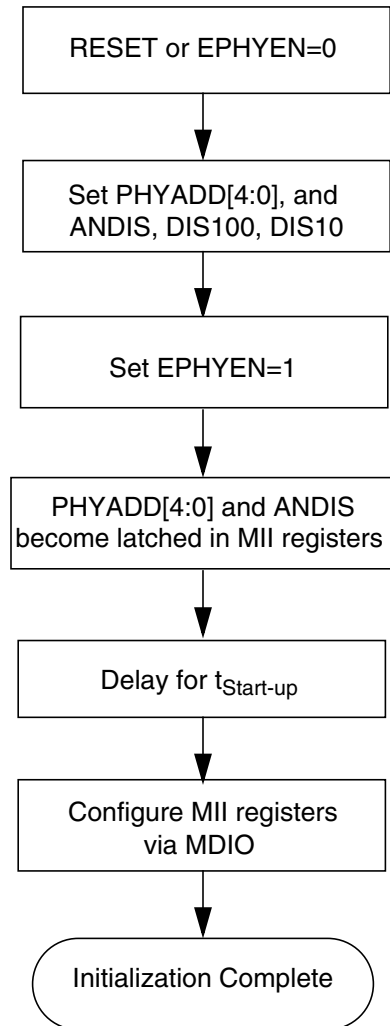 RESET or EPHYEN=0
Set PHYADD[4:0], and
ANDIS, DIS100, DIS10
Set EPHYEN=1
PHYADD[4:0] and ANDIS
become latched in MII registers
Delay for tStart-up
Configure MII registers
via MDIO
Initialization Complete